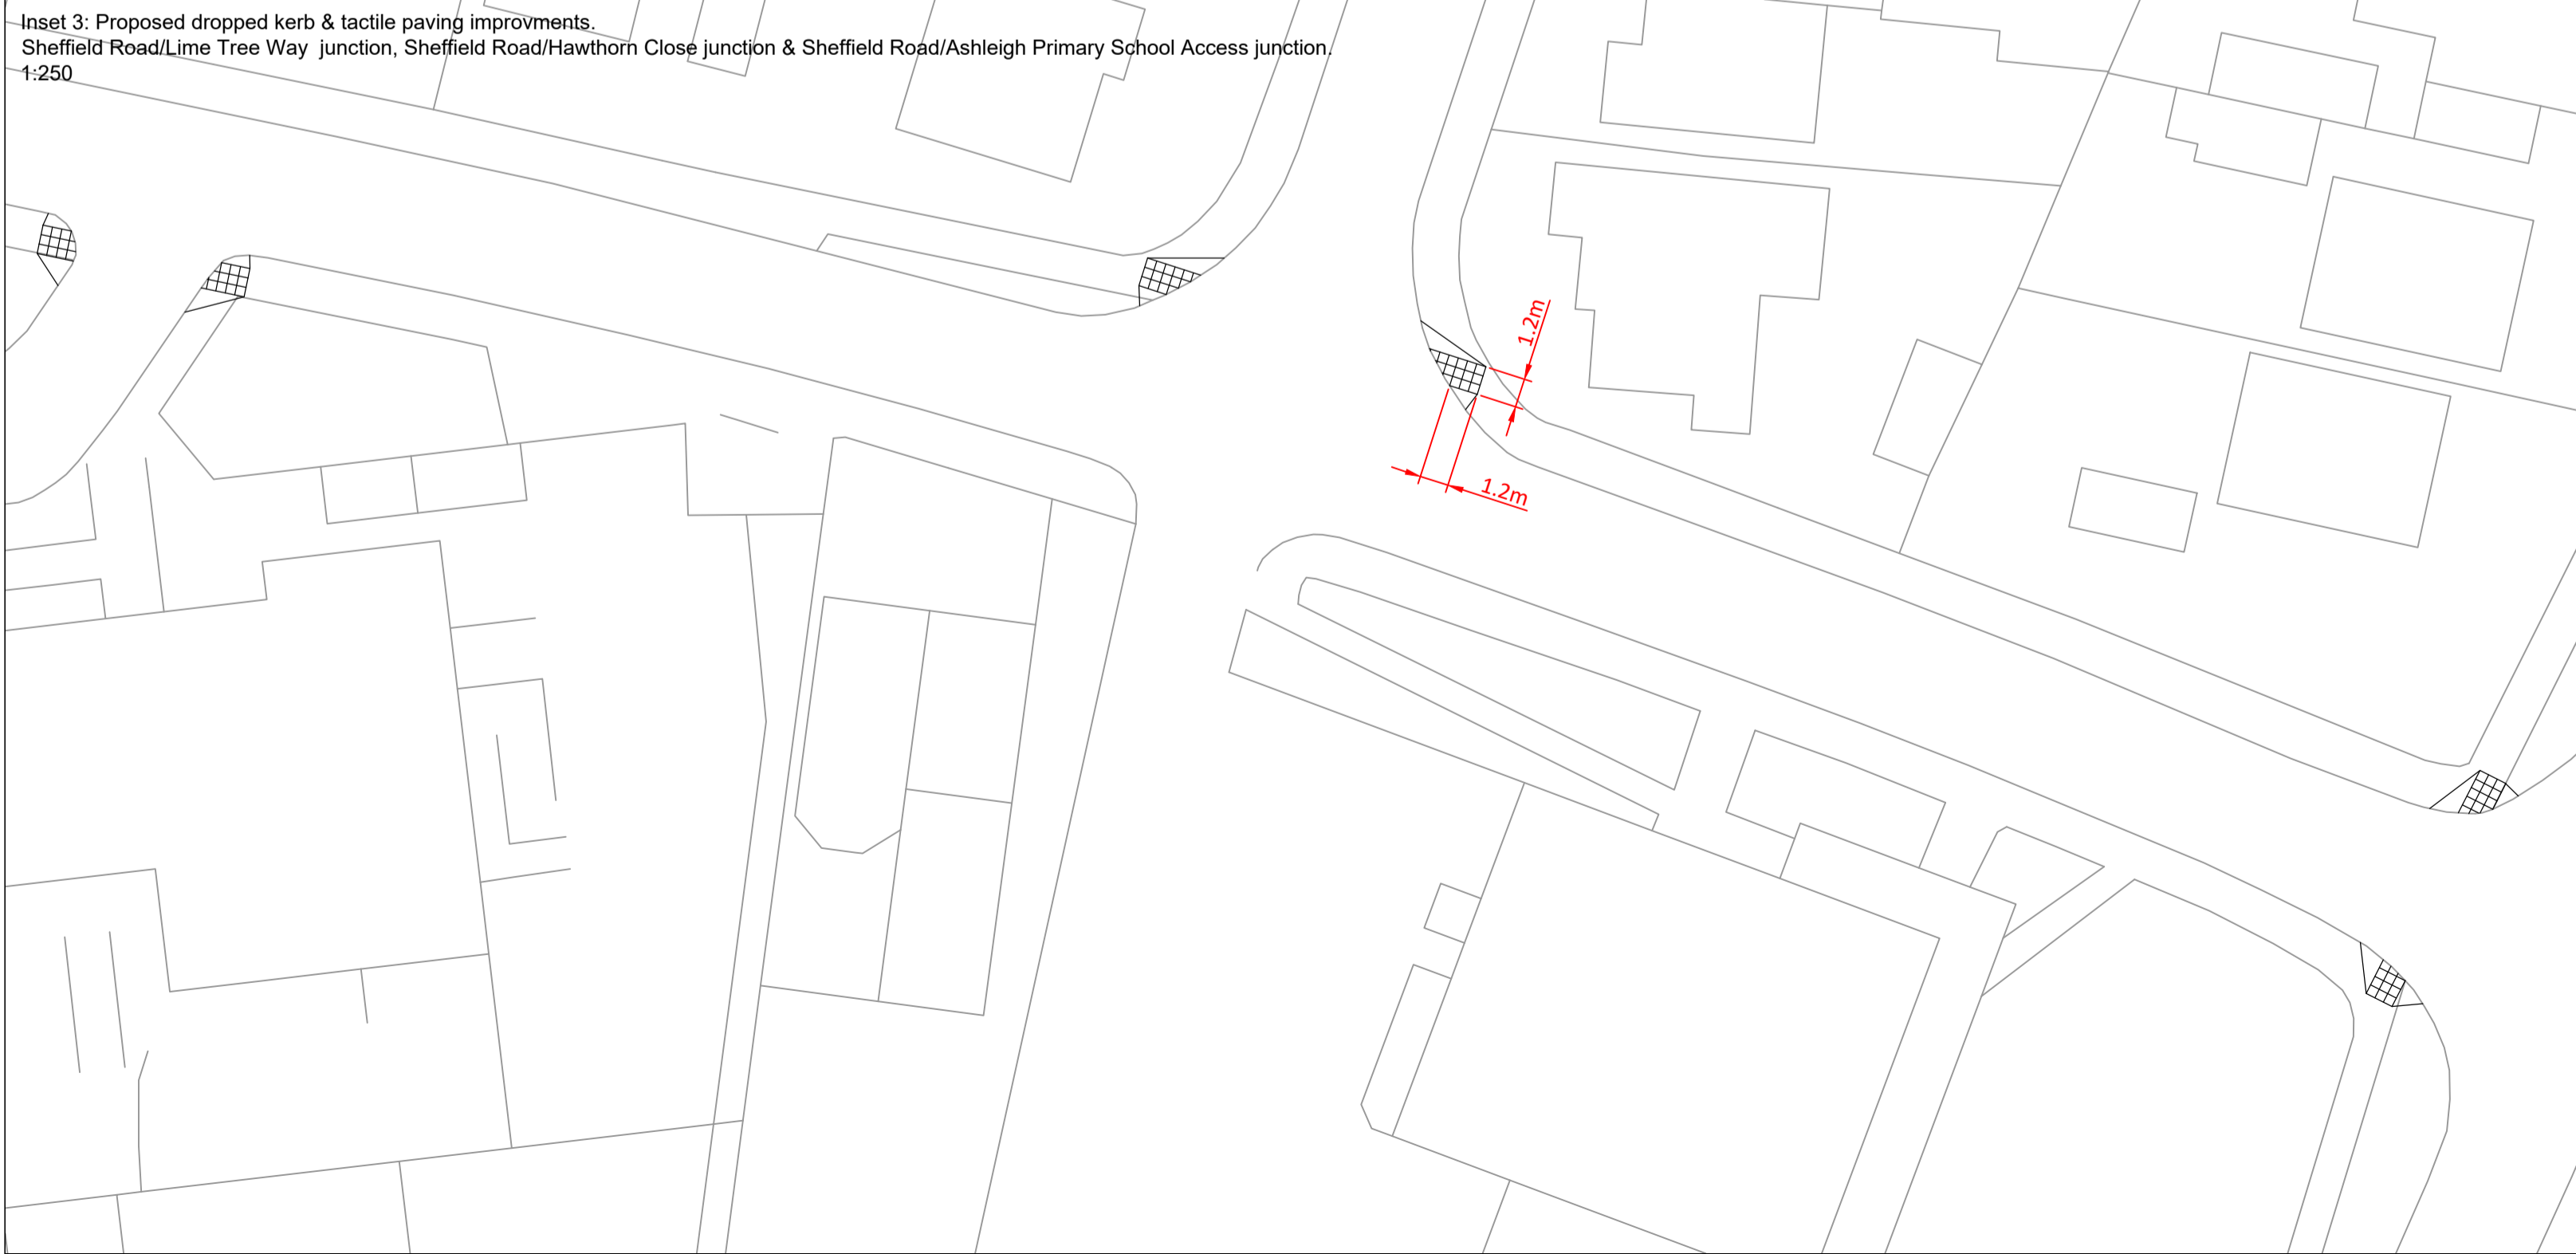 Inset 3: Proposed dropped kerb & tactile paving improvments.
Sheffield Road/Lime Tree Way  junction, Sheffield Road/Hawthorn Close junction & Sheffield Road/Ashleigh Primary School Access junction.
1:250
1.2m
1.2m